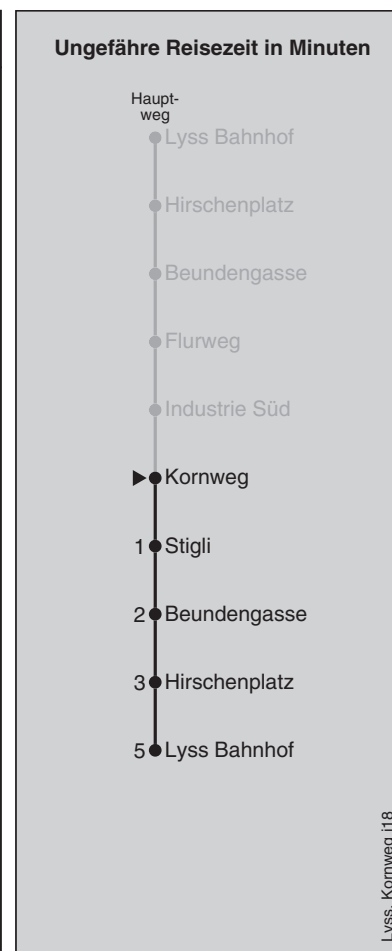 Ungefähre Reisezeit in Minuten
Haupt-
weg
Lyss Bahnhof
Hirschenplatz
Beundengasse
Flurweg
Industrie Süd
Kornweg
1 Stigli
2 Beundengasse
3 Hirschenplatz
5 Lyss Bahnhof
Lyss, Kornweg j18